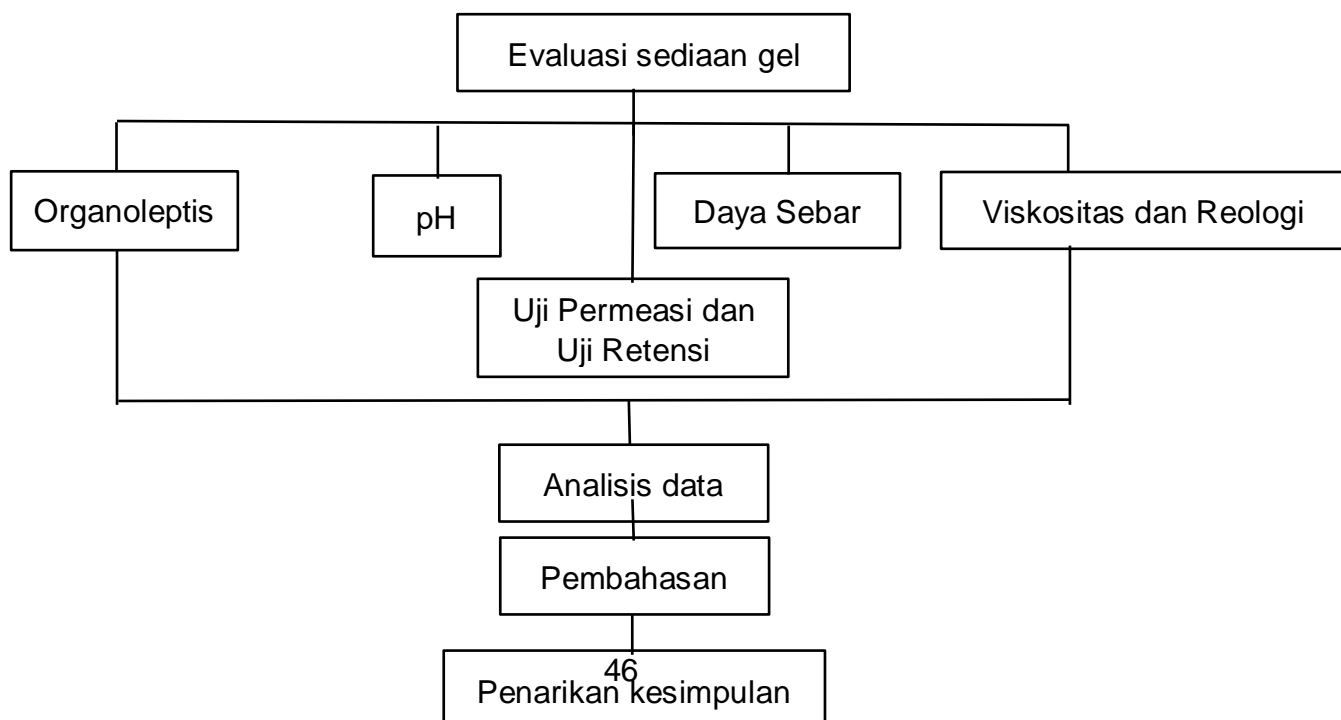 Evaluasi sediaan gel
Organoleptis
pH
Daya Sebar
Viskositas dan Reologi
Uji Permeasi dan
Uji Retensi
Analisis data
Pembahasan
46
Penarikan kesimpulan